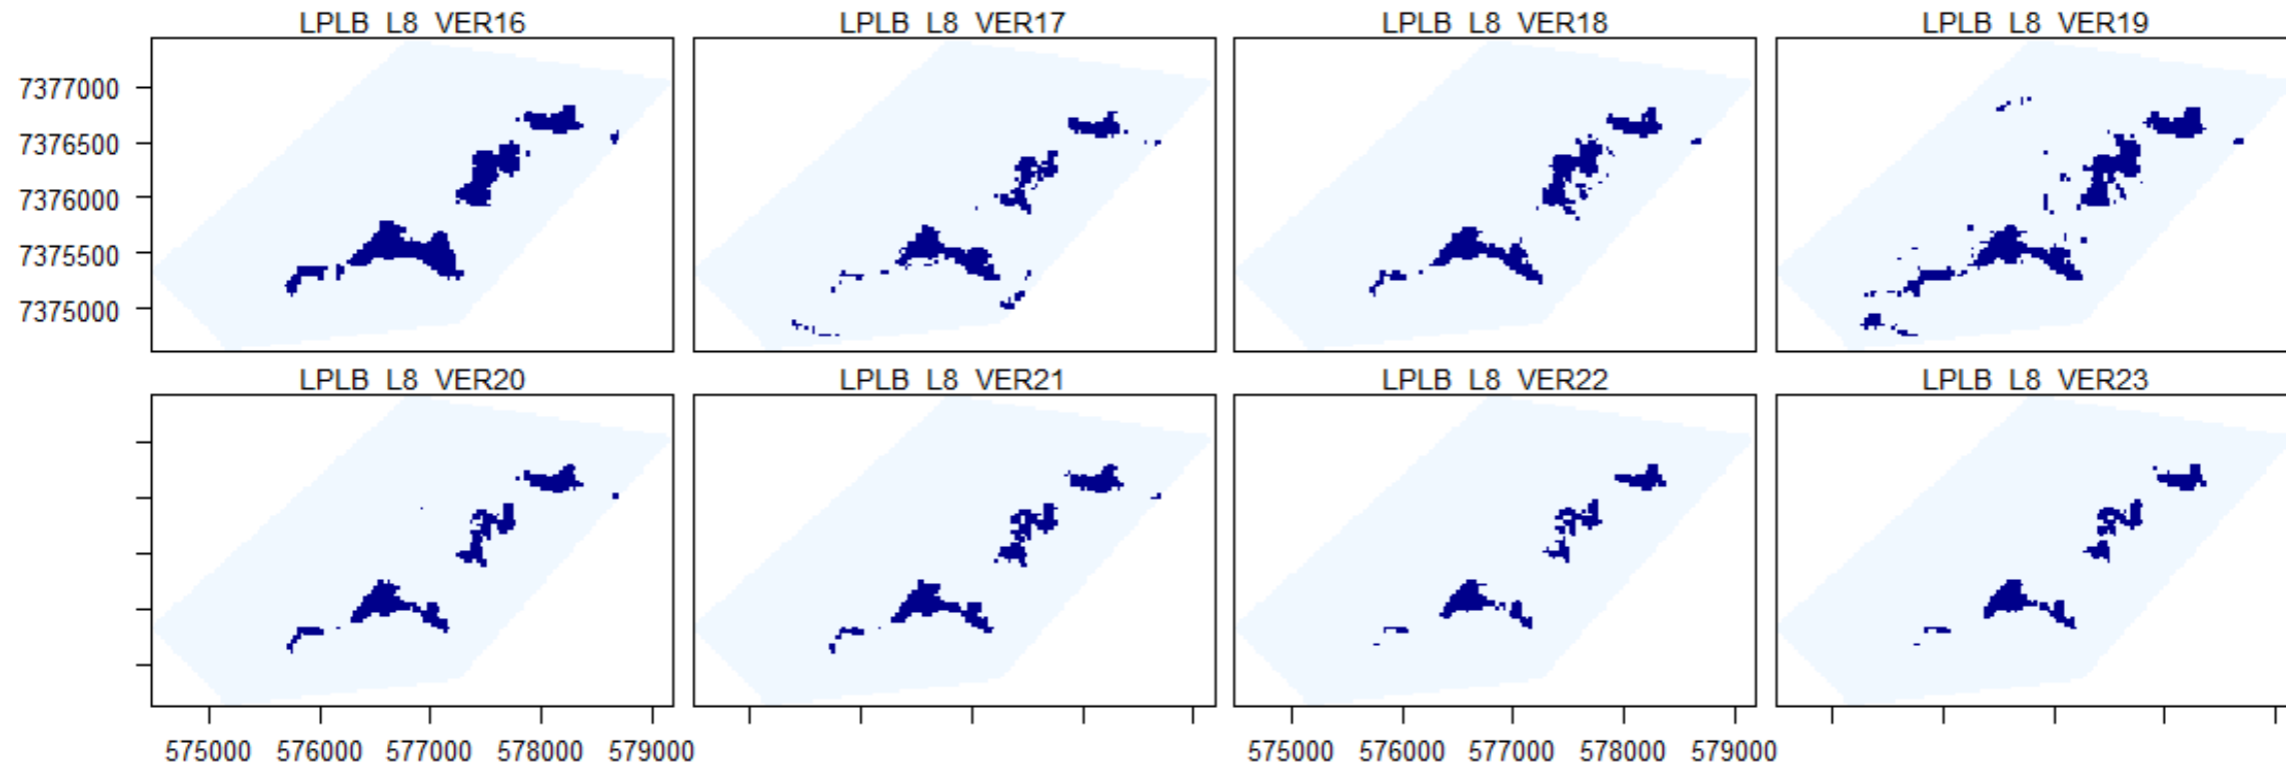 LPLB L8 VER16
LPLB L8 VER17
LPLB L8 VER18
LPLB L8 VER19
7377000
7376500
7376000
7375500
7375000
LPLB L8 VER20
LPLB L8 VER21
LPLB L8 VER22
LPLB L8 VER23
575000 576000 577000 578000 579000
575000 576000 577000 578000 579000